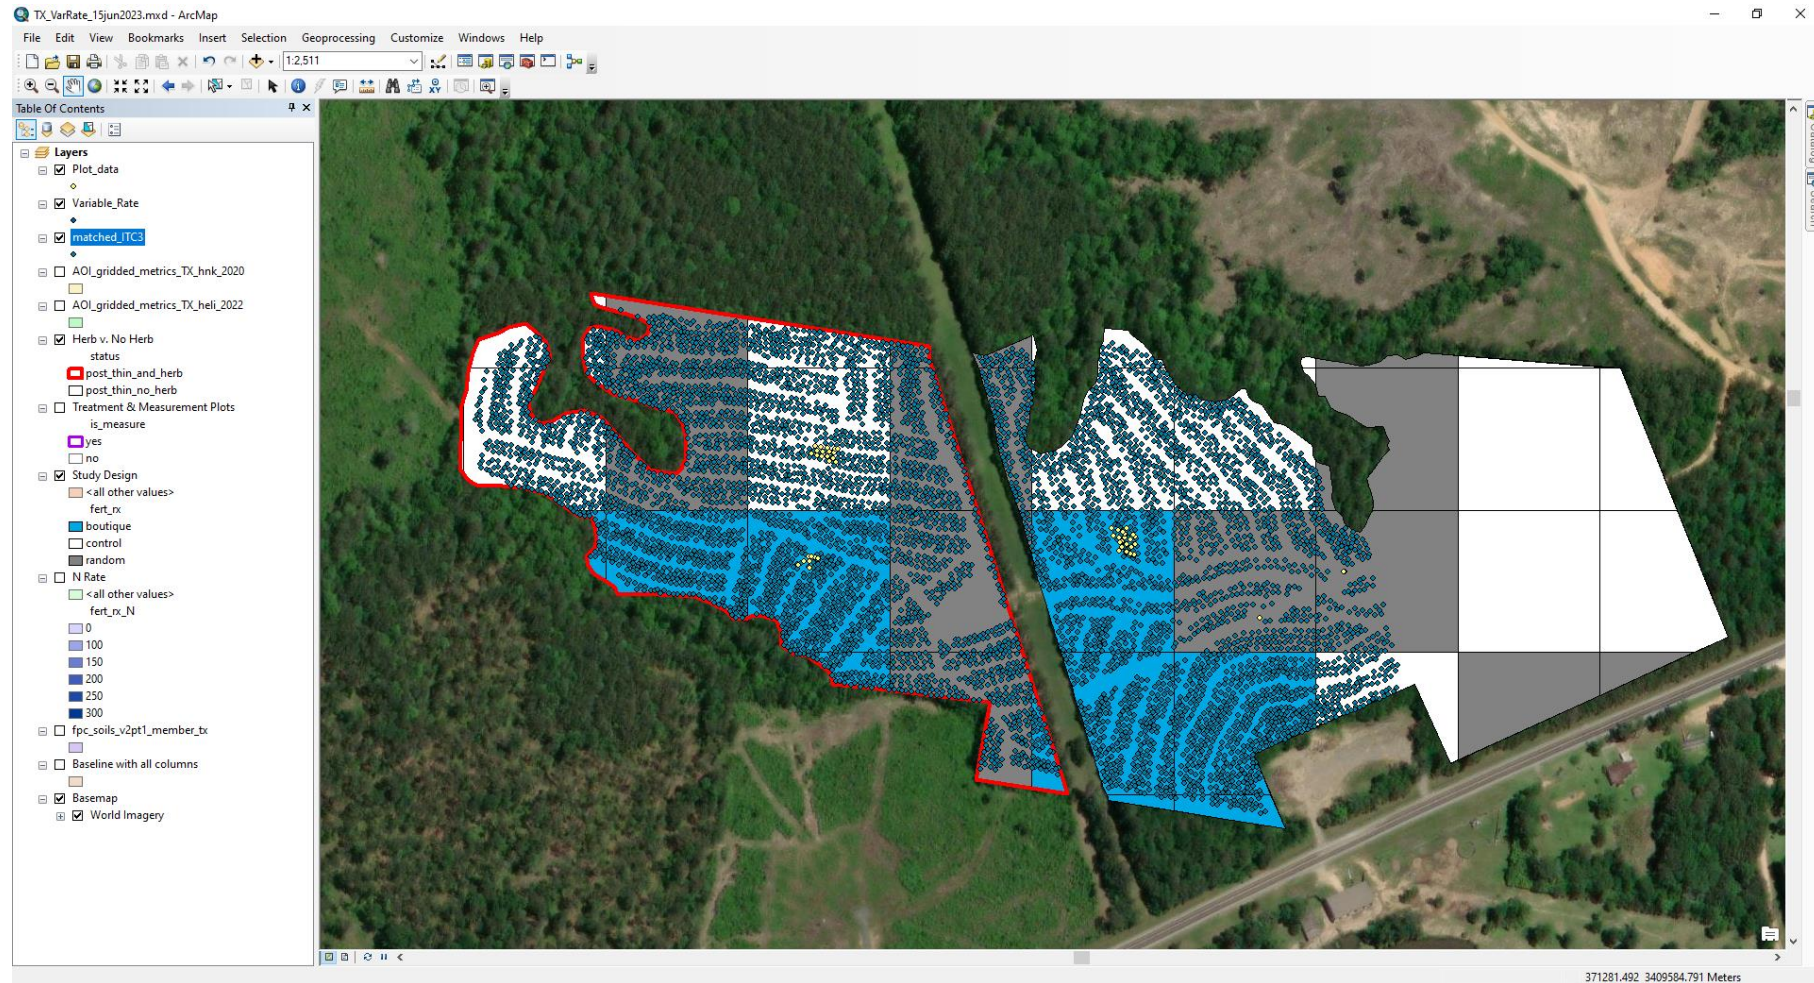 TX_VarRate_15jun2023.mxd - ArcMap
File Edit View Bookmarks Insert Selection Geoprocessing Customize Windows Help
1:2,511
Table Of Contents
Layers
Plot_data
Variable_Rate
matched_ITC3
AOI_gridded_metrics_TX_hnk_2020
AOI_gridded_metrics_TX_heli_2022
Herb v. No Herb
status
post_thin_and_herb
post_thin_no_herb
Treatment & Measurement Plots
is_measure
yes
no
Study Design
<all other values>
fert_rx
boutique
control
random
N Rate
<all other values>
fert_rx_N
0
100
150
200
250
300
fpc_soils_v2pt1_member_tx
Baseline with all columns
Basemap
World Imagery
371281.492 3409584.791 Meters